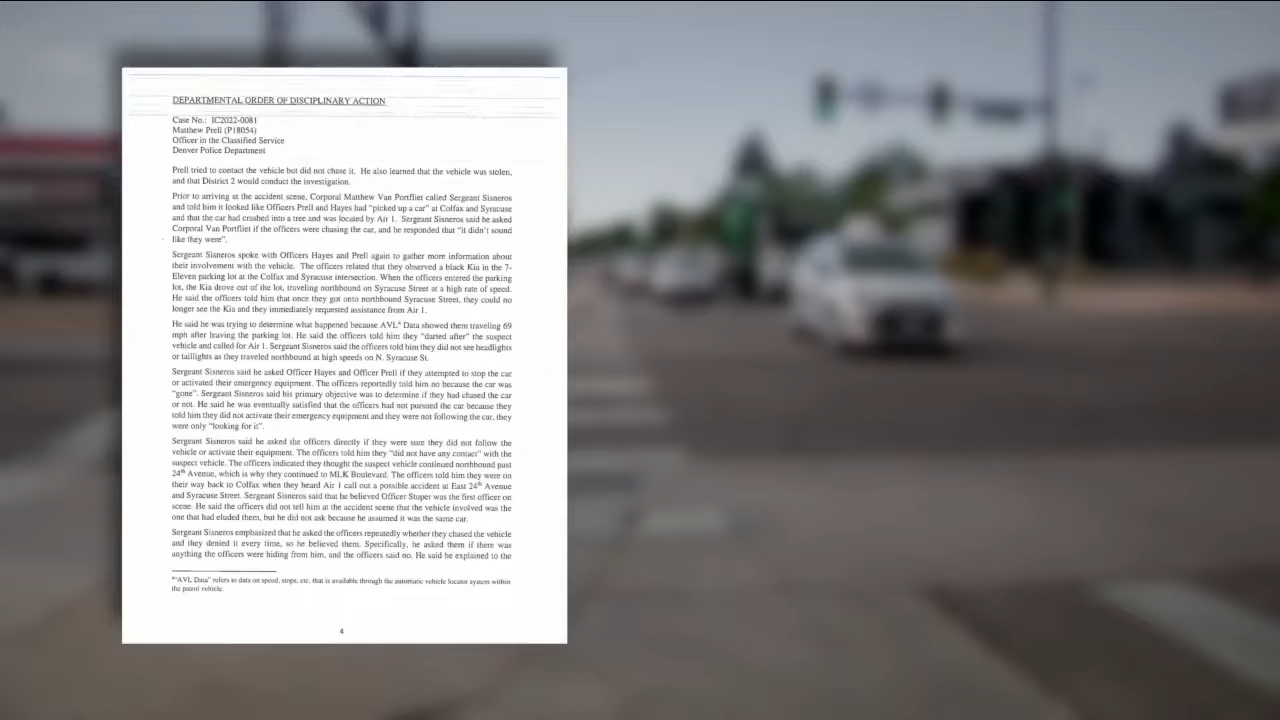 DEPARTMENTAL ORDER OF DISCIPLINARY ACTION
Case No.: IC2022-0081
Matthew Prell (P18054)
Officer in the Classified Service
Denver Police Department
Prell tried to contact the vehicle but did not chase it. He also learned that the vehicle was stolen,
and that District 2 would conduct the investigation.
Prior to arriving at the accident scene, Corporal Matthew Van Portfliet called Sergeant Sisneros
and told him it looked like Officers Prell and Hayes had "picked up a car" at Colfax and Syracuse
and that the car had crashed into a tree and was located by Air 1. Sergeant Sisneros said he asked
Corporal Van Portfliet if the officers were chasing the car, and he responded that "it didn't sound
like they were".
Sergeant Sisneros spoke with Officers Hayes and Prell again to gather more information about
their involvement with the vehicle. The officers related that they observed a black Kia in the 7-
Eleven parking lot at the Colfax and Syracuse intersection. When the officers entered the parking
lot, the Kia drove out of the lot, traveling northbound on Syracuse Street at a high rate of speed.
He said the officers told him that once they got onto northbound Syracuse Street, they could no
longer see the Kia and they immediately requested assistance from Air 1.
He said he was trying to determine what happened because AVL⁴ Data showed them traveling 69
mph after leaving the parking lot. He said the officers told him they "darted after" the suspect
vehicle and called for Air 1. Sergeant Sisneros said the officers told him they did not see headlights
or taillights as they traveled northbound at high speeds on N. Syracuse St.
Sergeant Sisneros said he asked Officer Hayes and Officer Prell if they attempted to stop the car
or activated their emergency equipment. The officers reportedly told him no because the car was
"gone". Sergeant Sisneros said his primary objective was to determine if they had chased the car
or not. He said he was eventually satisfied that the officers had not pursued the car because they
told him they did not activate their emergency equipment and they were not following the car, they
were only "looking for it".
Sergeant Sisneros said he asked the officers directly if they were sure they did not follow the
vehicle or activate their equipment. The officers told him they "did not have any contact" with the
suspect vehicle. The officers indicated they thought the suspect vehicle continued northbound past
24th Avenue, which is why they continued to MLK Boulevard. The officers told him they were on
their way back to Colfax when they heard Air 1 call out a possible accident at East 24th Avenue
and Syracuse Street. Sergeant Sisneros said that he believed Officer Stuper was the first officer on
scene. He said the officers did not tell him at the accident scene that the vehicle involved was the
one that had eluded them, but he did not ask because he assumed it was the same car.
Sergeant Sisneros emphasized that he asked the officers repeatedly whether they chased the vehicle
and they denied it every time, so he believed them. Specifically, he asked them if there was
anything the officers were hiding from him, and the officers said no. He said he explained to the
⁴"AVL Data" refers to data on speed, stops, etc. that is available through the automatic vehicle locator system within
the patrol vehicle.
4